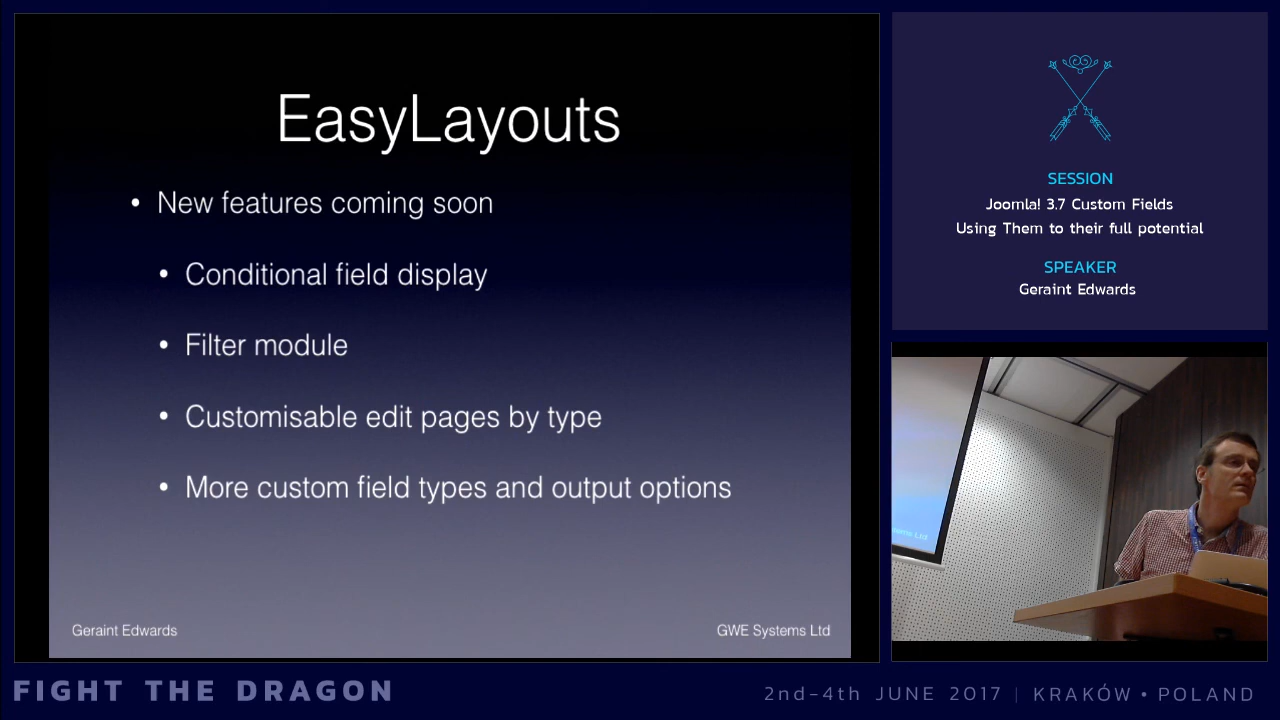 EasyLayouts
• New features coming soon
• Conditional field display
• Filter module
• Customisable edit pages by type
• More custom field types and output options
Geraint Edwards
GWE Systems Ltd
SESSION
Joomla! 3.7 Custom Fields
Using Them to their full potential
SPEAKER
Geraint Edwards
FIGHT THE DRAGON
2nd-4th JUNE 2017 | KRAKÓW • POLAND